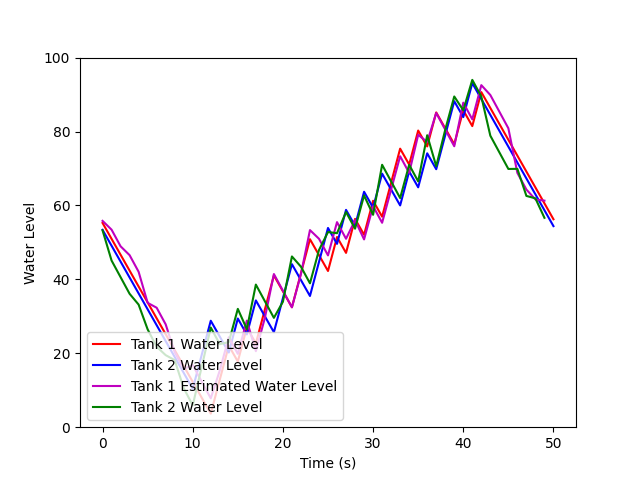 100
80
60
40
20
0
Water Level
Tank 1 Water Level
Tank 2 Water Level
Tank 1 Estimated Water Level
Tank 2 Water Level
0 10 20 30 40 50
Time (s)